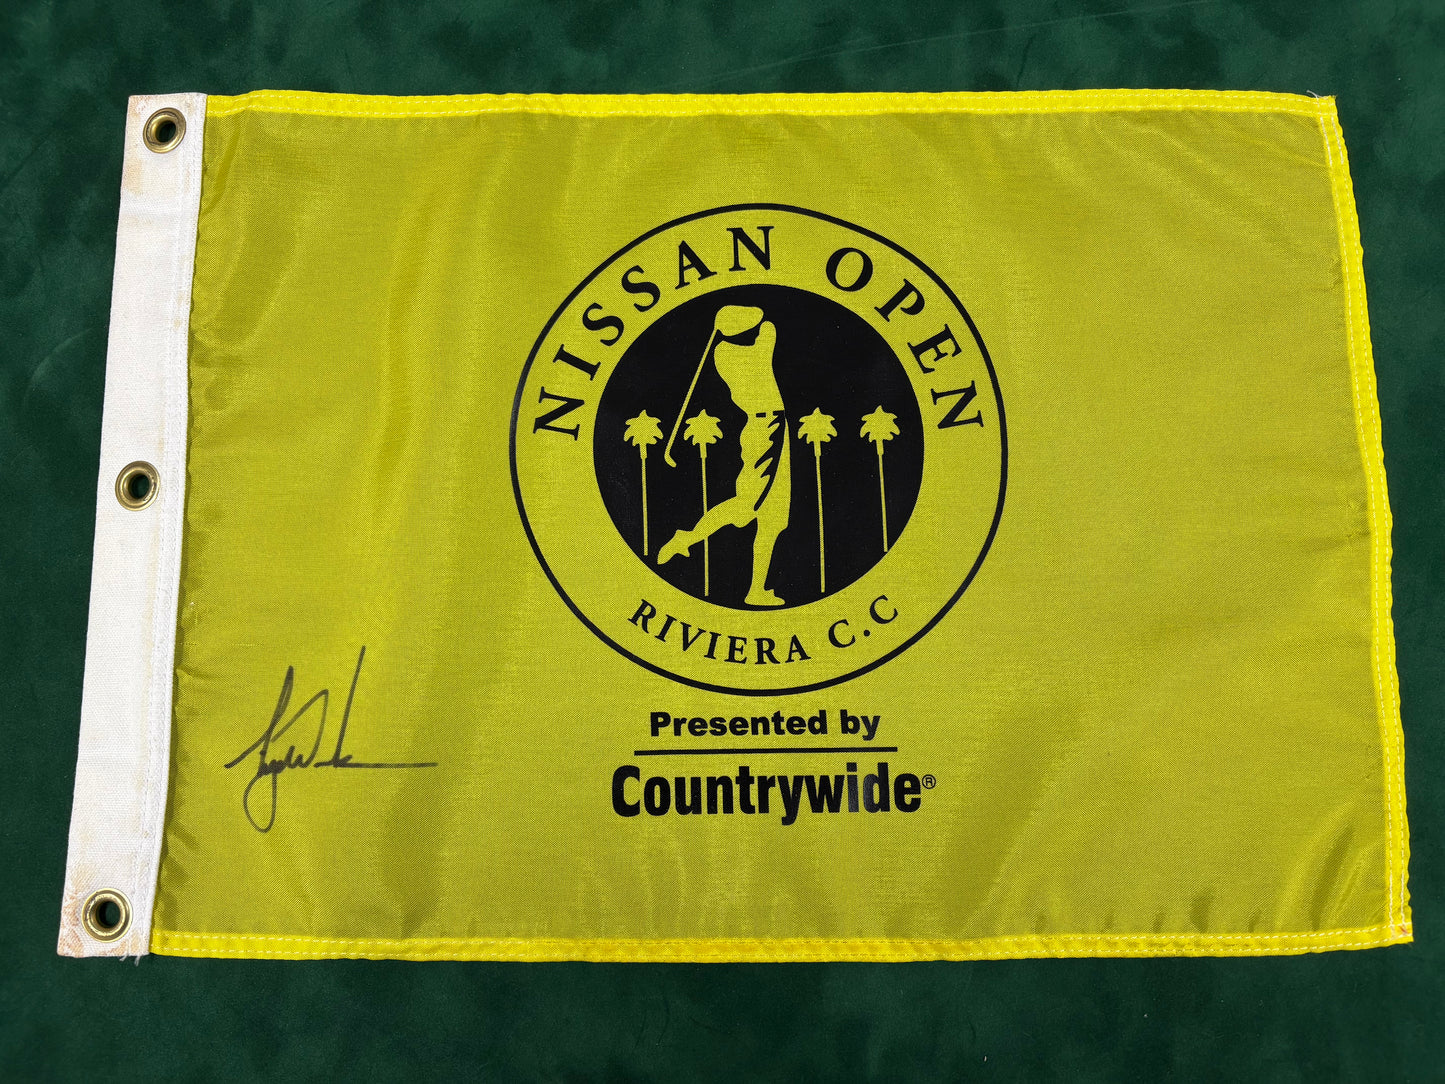 NISSAN OPEN
RIVIERA C.C
Presented by
Countrywide®